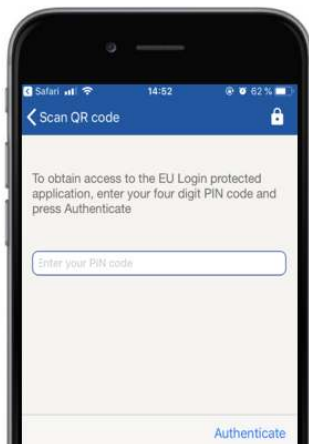 Safari 14:52 62 %
Scan QR code
To obtain access to the EU Login protected
application, enter your four digit PIN code and
press Authenticate
Enter your PIN code
Authenticate